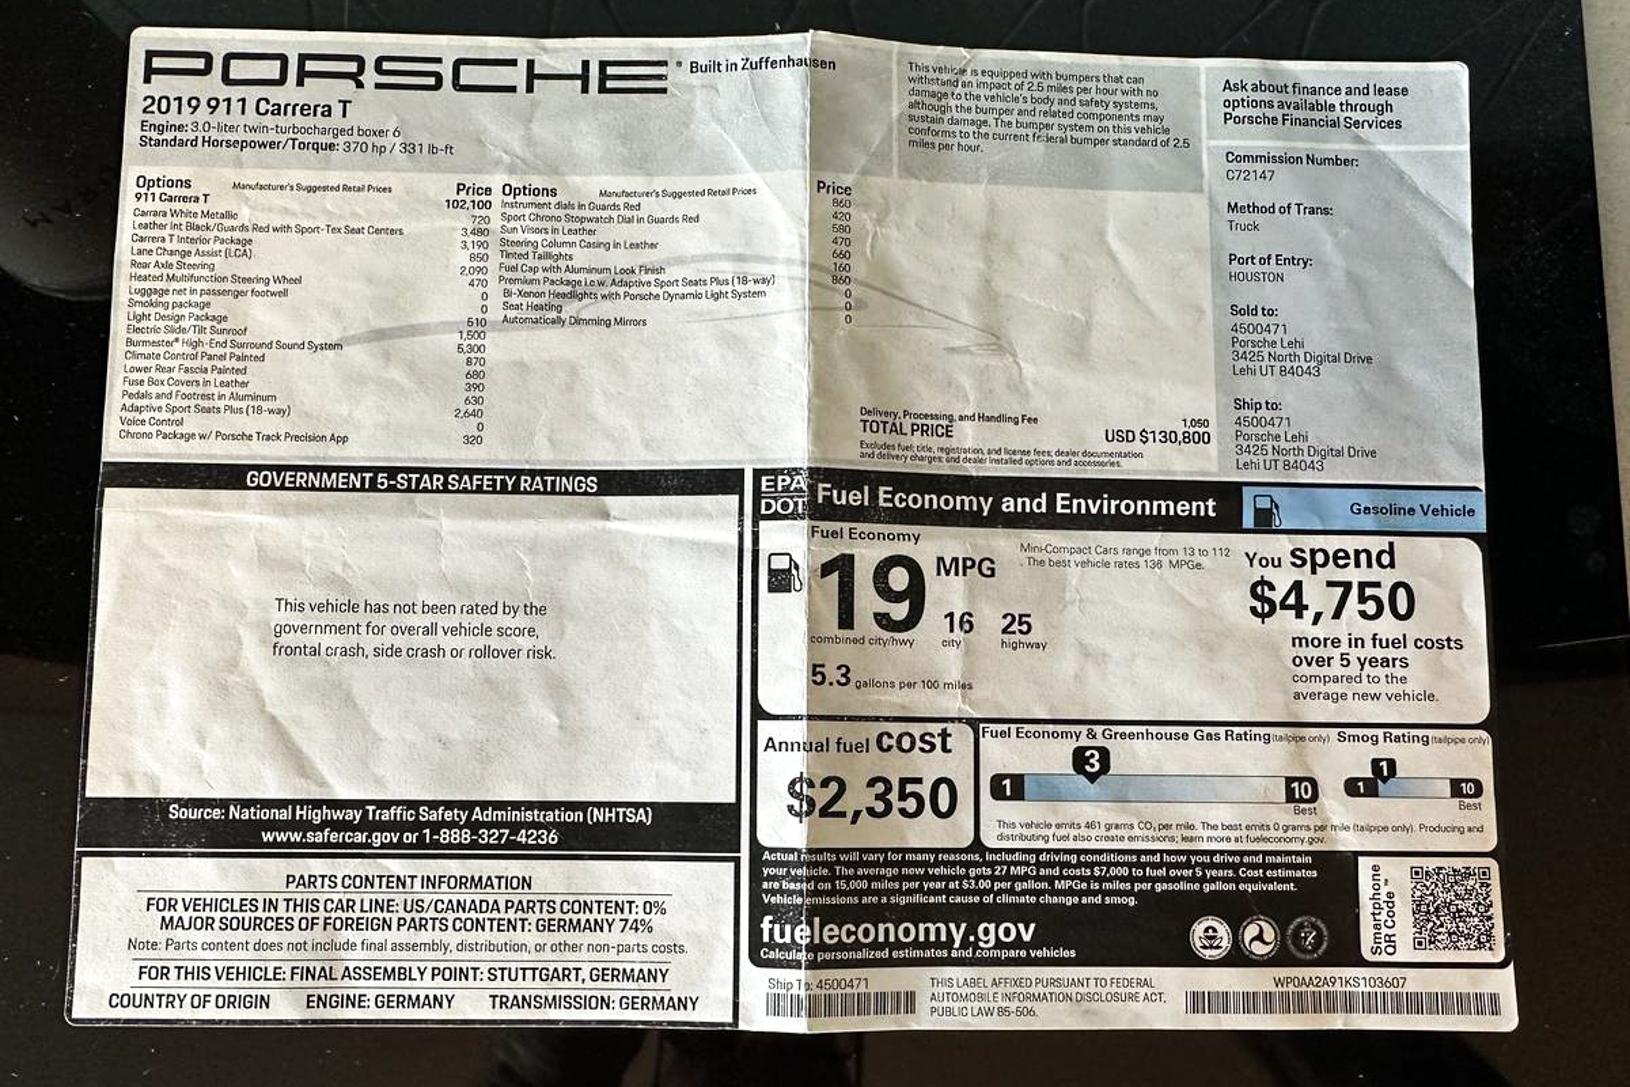 PORSCHE® Built in Zuffenhausen
2019 911 Carrera T
Engine: 3.0-liter twin-turbocharged boxer 6
Standard Horsepower/Torque: 370 hp / 331 lb-ft
This vehicle is equipped with bumpers that can
withstand an impact of 2.5 miles per hour with no
damage to the vehicle's body and safety systems,
although the bumper and related components may
sustain damage. The bumper system on this vehicle
conforms to the current federal bumper standard of 2.5
miles per hour.
Ask about finance and lease
options available through
Porsche Financial Services
Commission Number:
C72147
Method of Trans:
Truck
Port of Entry:
HOUSTON
Sold to:
4500471
Porsche Lehi
3425 North Digital Drive
Lehi UT 84043
Ship to:
4500471
Porsche Lehi
3425 North Digital Drive
Lehi UT 84043
Options Manufacturer's Suggested Retail Prices Price
911 Carrera T 102,100
Carrara White Metallic 720
Leather Int Black/Guards Red with Sport-Tex Seat Centers 3,480
Carrera T Interior Package 3,190
Lane Change Assist (LCA) 850
Rear Axle Steering 2,090
Heated Multifunction Steering Wheel 470
Luggage net in passenger footwell 0
Smoking package 0
Light Design Package 510
Electric Slide/Tilt Sunroof 1,500
Burmester® High-End Surround Sound System 5,300
Climate Control Panel Painted 870
Lower Rear Fascia Painted 680
Fuse Box Covers in Leather 390
Pedals and Footrest in Aluminum 630
Adaptive Sport Seats Plus (18-way) 2,640
Voice Control 0
Chrono Package w/ Porsche Track Precision App 320
Options Manufacturer's Suggested Retail Prices Price
Instrument dials in Guards Red 860
Sport Chrono Stopwatch Dial in Guards Red 420
Sun Visors in Leather 580
Steering Column Casing in Leather 470
Tinted Taillights 660
Fuel Cap with Aluminum Look Finish 160
Premium Package i.c.w. Adaptive Sport Seats Plus (18-way) 860
Bi-Xenon Headlights with Porsche Dynamic Light System 0
Seat Heating 0
Automatically Dimming Mirrors 0
Delivery, Processing, and Handling Fee 1,050
TOTAL PRICE USD $130,800
Excludes fuel; title, registration, and license fees; dealer documentation
and delivery charges; and dealer installed options and accessories.
GOVERNMENT 5-STAR SAFETY RATINGS
This vehicle has not been rated by the
government for overall vehicle score,
frontal crash, side crash or rollover risk.
Source: National Highway Traffic Safety Administration (NHTSA)
www.safercar.gov or 1-888-327-4236
PARTS CONTENT INFORMATION
FOR VEHICLES IN THIS CAR LINE: US/CANADA PARTS CONTENT: 0%
MAJOR SOURCES OF FOREIGN PARTS CONTENT: GERMANY 74%
Note: Parts content does not include final assembly, distribution, or other non-parts costs.
FOR THIS VEHICLE: FINAL ASSEMBLY POINT: STUTTGART, GERMANY
COUNTRY OF ORIGIN ENGINE: GERMANY TRANSMISSION: GERMANY
EPA
DOT
Fuel Economy and Environment
Gasoline Vehicle
Fuel Economy
19 MPG
combined city/hwy
16
city
25
highway
5.3 gallons per 100 miles
Mini-Compact Cars range from 13 to 112
. The best vehicle rates 136 MPGe.
You spend
$4,750
more in fuel costs
over 5 years
compared to the
average new vehicle.
Annual fuel cost
$2,350
Fuel Economy & Greenhouse Gas Rating (tailpipe only)
3
1
10
Best
Smog Rating (tailpipe only)
1
1
10
Best
This vehicle emits 461 grams CO₂ per mile. The best emits 0 grams per mile (tailpipe only). Producing and
distributing fuel also create emissions; learn more at fueleconomy.gov.
Actual results will vary for many reasons, including driving conditions and how you drive and maintain
your vehicle. The average new vehicle gets 27 MPG and costs $7,000 to fuel over 5 years. Cost estimates
are based on 15,000 miles per year at $3.00 per gallon. MPGe is miles per gasoline gallon equivalent.
Vehicle emissions are a significant cause of climate change and smog.
fueleconomy.gov
Calculate personalized estimates and compare vehicles
Smartphone
QR Code™
Ship To: 4500471
THIS LABEL AFFIXED PURSUANT TO FEDERAL
AUTOMOBILE INFORMATION DISCLOSURE ACT,
PUBLIC LAW 85-506.
WP0AA2A91KS103607